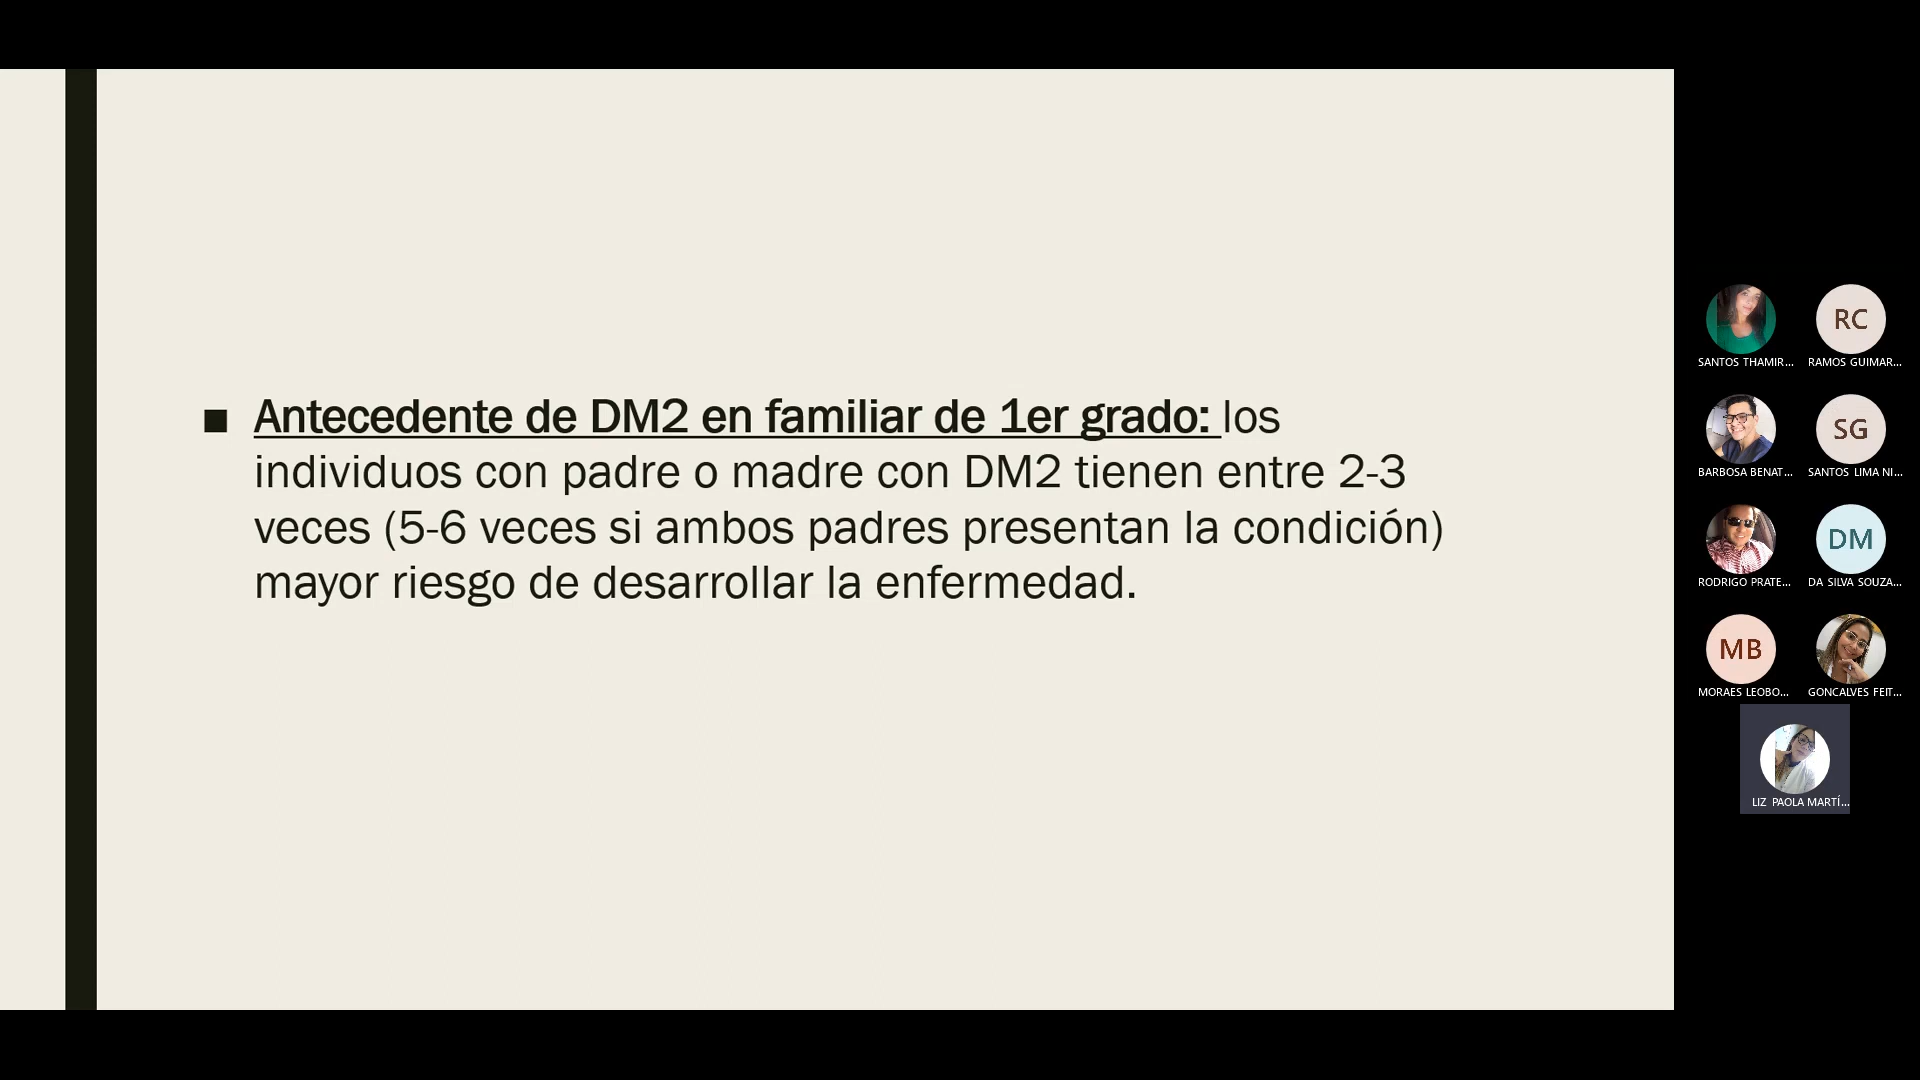 ■ Antecedente de DM2 en familiar de 1er grado: los
individuos con padre o madre con DM2 tienen entre 2-3
veces (5-6 veces si ambos padres presentan la condición)
mayor riesgo de desarrollar la enfermedad.
RC
SANTOS THAMIR...
RAMOS GUIMAR...
SG
BARBOSA BENAT...
SANTOS LIMA NI...
DM
RODRIGO PRATE...
DA SILVA SOUZA...
MB
MORAES LEOBO...
GONCALVES FEIT...
LIZ PAOLA MARTÍ...